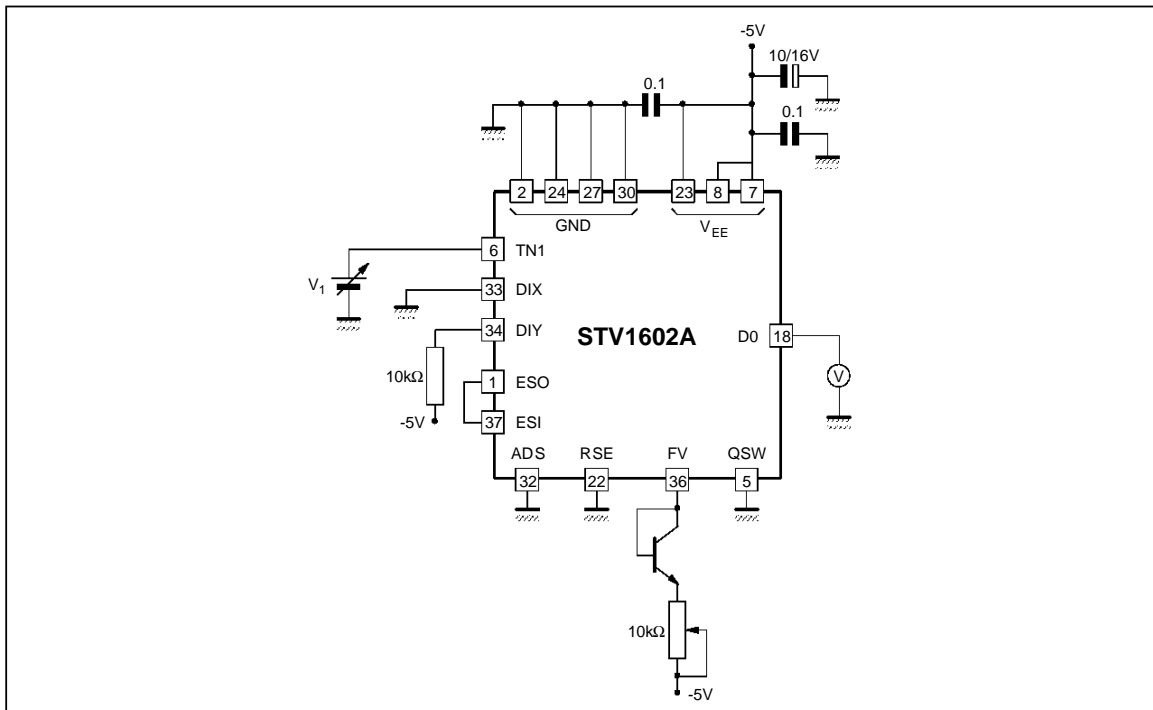 -5V
10/16V
0.1
0.1
2 24 27 30 23 8 7
GND VEE
6 TN1
V1
33 DIX
34 DIY
STV1602A
D0 18
10kΩ
1 ESO
V
-5V
37 ESI
ADS RSE FV QSW
32 22 36 5
10kΩ
-5V